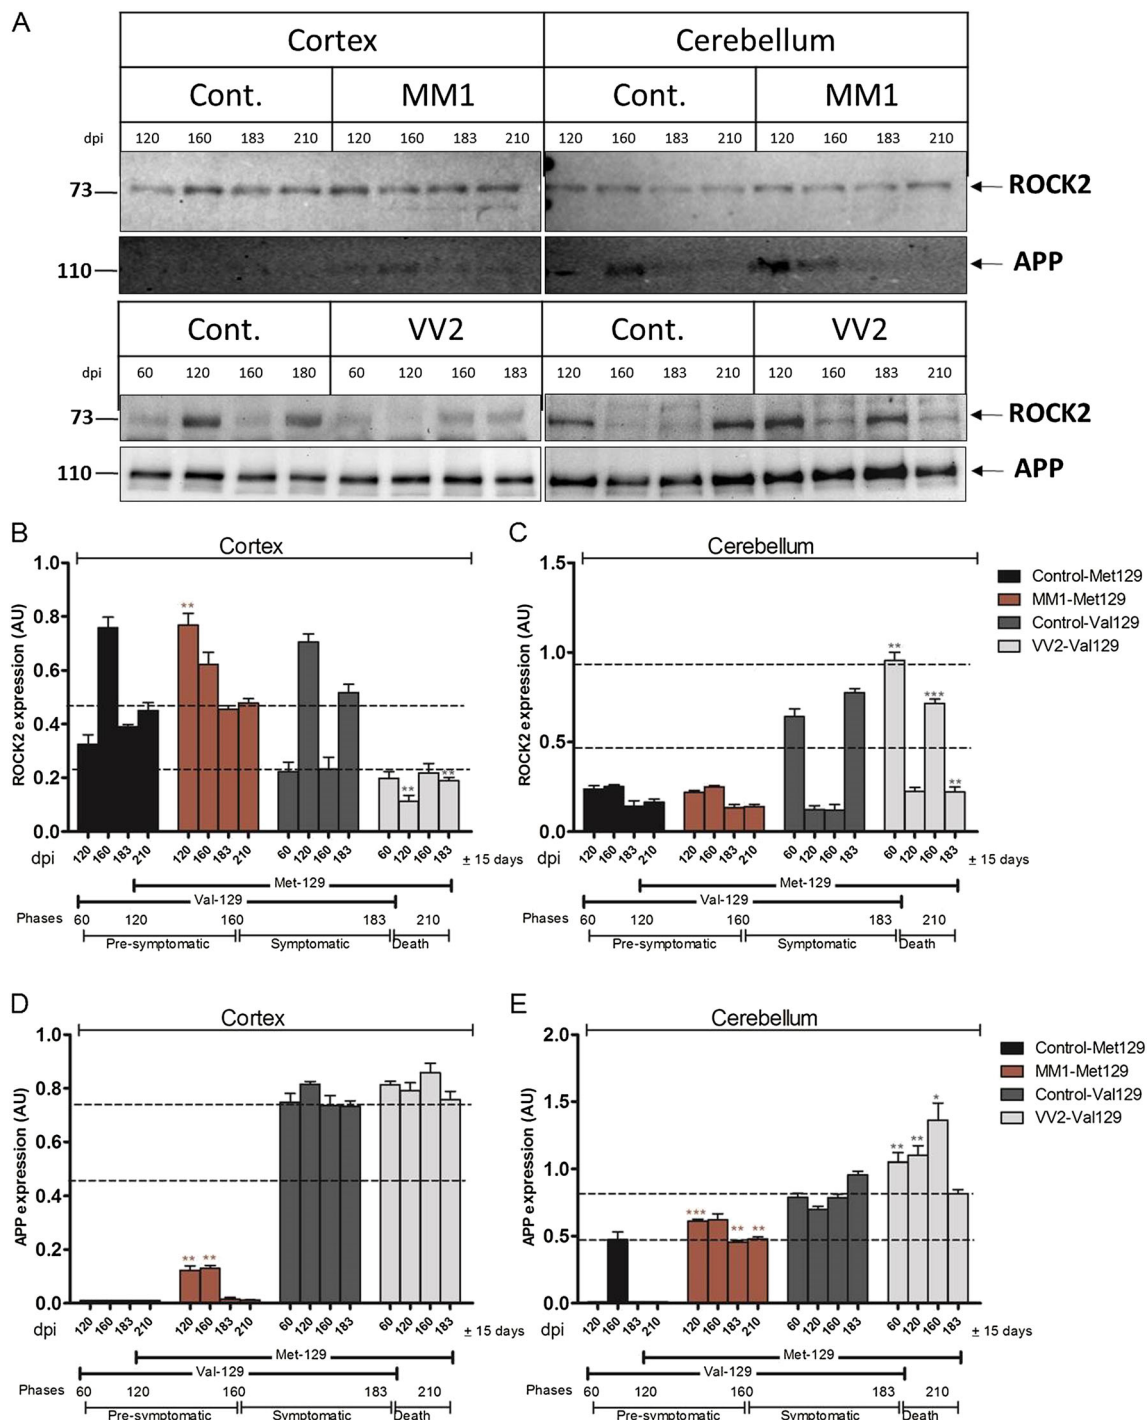 A
Cortex Cerebellum
Cont. MM1 Cont. MM1
dpi 120 160 183 210 120 160 183 210 120 160 183 210 120 160 183 210
73 ROCK2
110 APP
Cont. VV2 Cont. VV2
dpi 60 120 160 180 60 120 160 183 120 160 183 210 120 160 183 210
73 ROCK2
110 APP
B
Cortex
ROCK2 expression (AU)
1.0
0.8
0.6
0.4
0.2
0.0
**
**
**
dpi 120 160 183 210 120 160 183 210 60 120 160 183 60 120 160 183 ± 15 days
Met-129
Val-129
Phases 60 120 160 183 210
Pre-symptomatic Symptomatic Death
C
Cerebellum
ROCK2 expression (AU)
1.5
1.0
0.5
0.0
**
***
**
dpi 120 160 183 210 120 160 183 210 60 120 160 183 60 120 160 183 ± 15 days
Met-129
Val-129
Phases 60 120 160 183 210
Pre-symptomatic Symptomatic Death
Control-Met129
MM1-Met129
Control-Val129
VV2-Val129
D
Cortex
APP expression (AU)
1.0
0.8
0.6
0.4
0.2
0.0
** **
dpi 120 160 183 210 120 160 183 210 60 120 160 183 60 120 160 183 ± 15 days
Met-129
Val-129
Phases 60 120 160 183 210
Pre-symptomatic Symptomatic Death
E
Cerebellum
APP expression (AU)
2.0
1.5
1.0
0.5
0.0
*** ** **
** ** *
dpi 120 160 183 210 120 160 183 210 60 120 160 183 60 120 160 183 ± 15 days
Met-129
Val-129
Phases 60 120 160 183 210
Pre-symptomatic Symptomatic Death
Control-Met129
MM1-Met129
Control-Val129
VV2-Val129